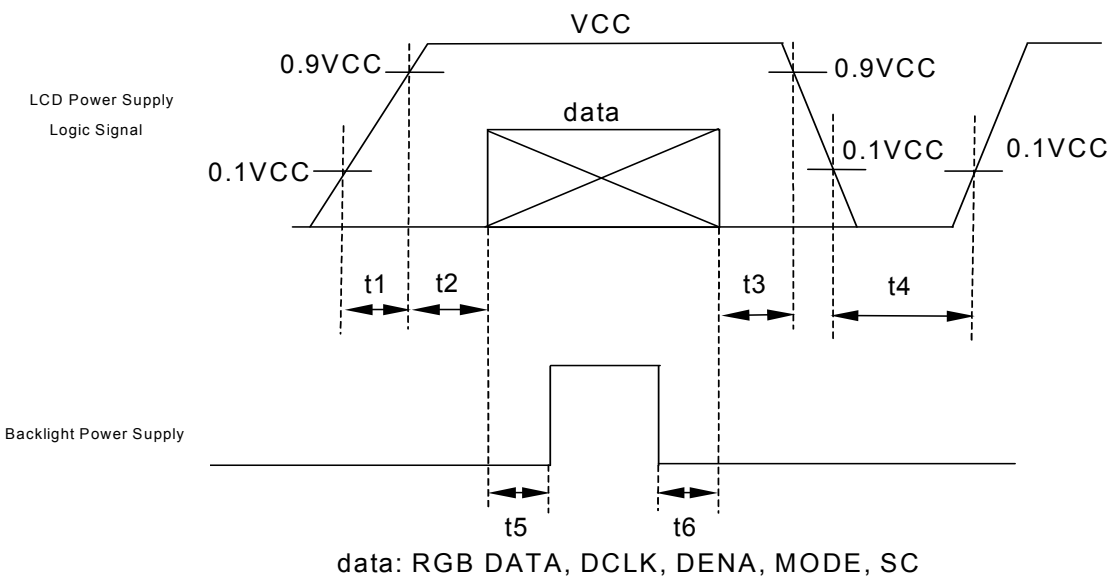 VCC
0.9VCC
0.9VCC
LCD Power Supply
Logic Signal
data
0.1VCC
0.1VCC
0.1VCC
t1
t2
t3
t4
Backlight Power Supply
t5
t6
data: RGB DATA, DCLK, DENA, MODE, SC